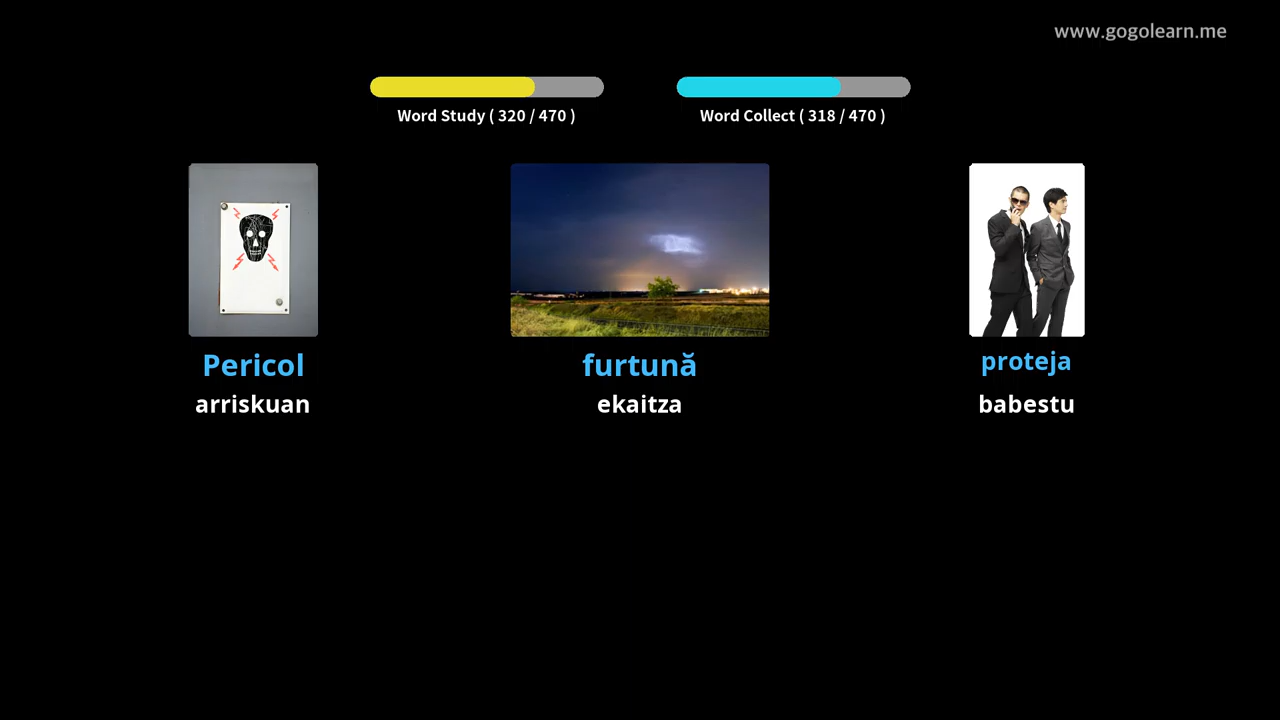 www.gogolearn.me
Word Study ( 320 / 470 )
Word Collect ( 318 / 470 )
Pericol
furtună
proteja
arriskuan
ekaitza
babestu